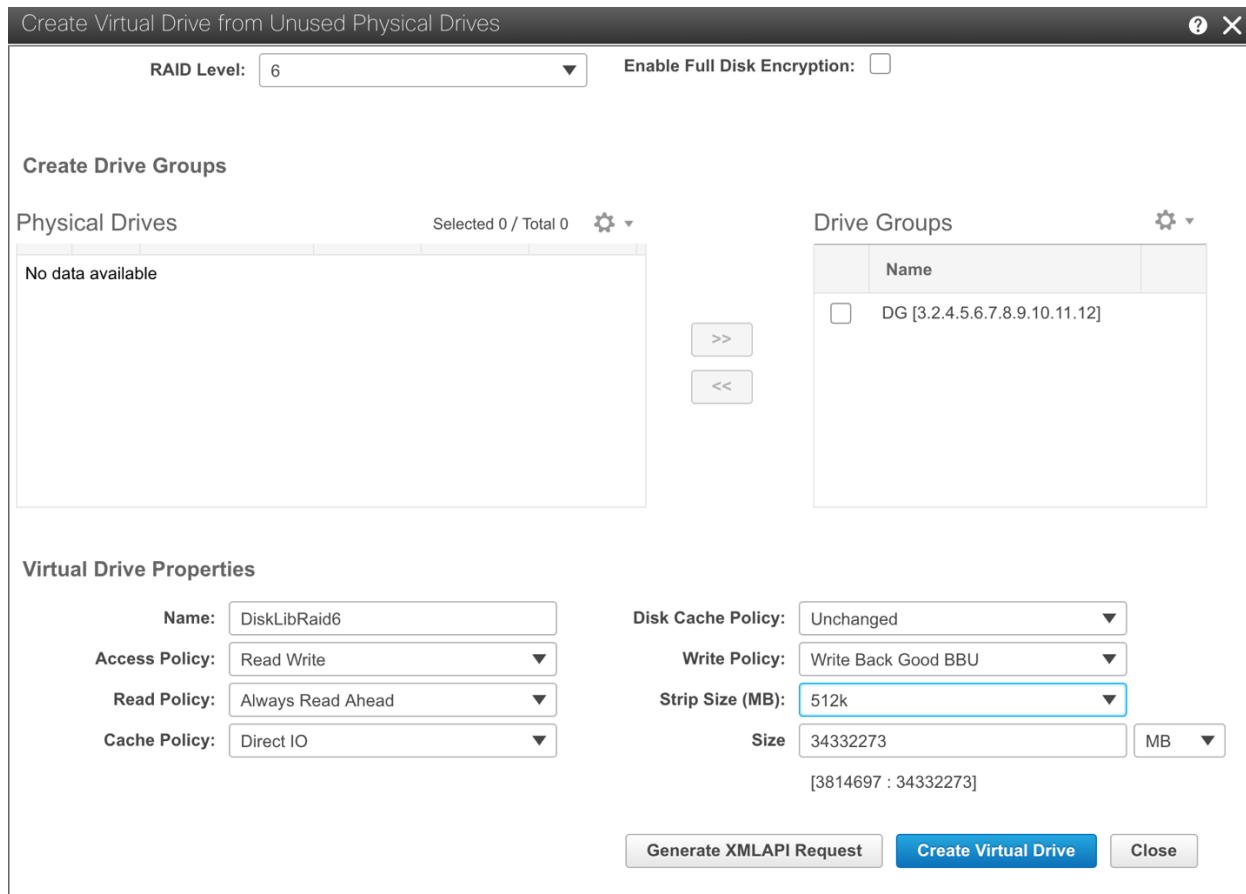 Create Virtual Drive from Unused Physical Drives
RAID Level: 6 Enable Full Disk Encryption:
Create Drive Groups
Physical Drives Selected 0 / Total 0 Drive Groups
Name
No data available
DG [3.2.4.5.6.7.8.9.10.11.12]
>>
<<
Virtual Drive Properties
Name: DiskLibRaid6 Disk Cache Policy: Unchanged
Access Policy: Read Write Write Policy: Write Back Good BBU
Read Policy: Always Read Ahead Strip Size (MB): 512k
Cache Policy: Direct IO Size 34332273 MB
[3814697 : 34332273]
Generate XMLAPI Request Create Virtual Drive Close